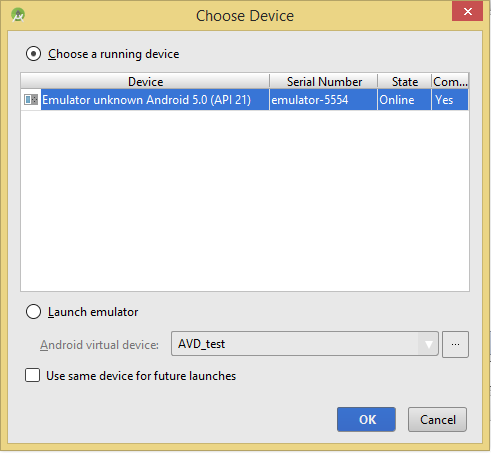 Choose Device
Choose a running device
Device Serial Number State Com...
Emulator unknown Android 5.0 (API 21) emulator-5554 Online Yes
Launch emulator
Android virtual device: AVD_test ...
Use same device for future launches
OK Cancel